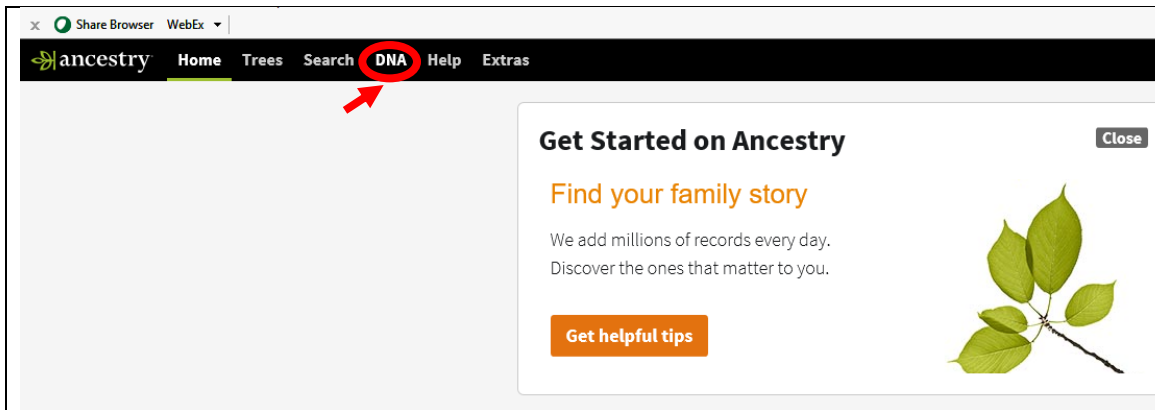 x Share Browser WebEx
ancestry Home Trees Search DNA Help Extras
Get Started on Ancestry
Close
Find your family story
We add millions of records every day.
Discover the ones that matter to you.
Get helpful tips